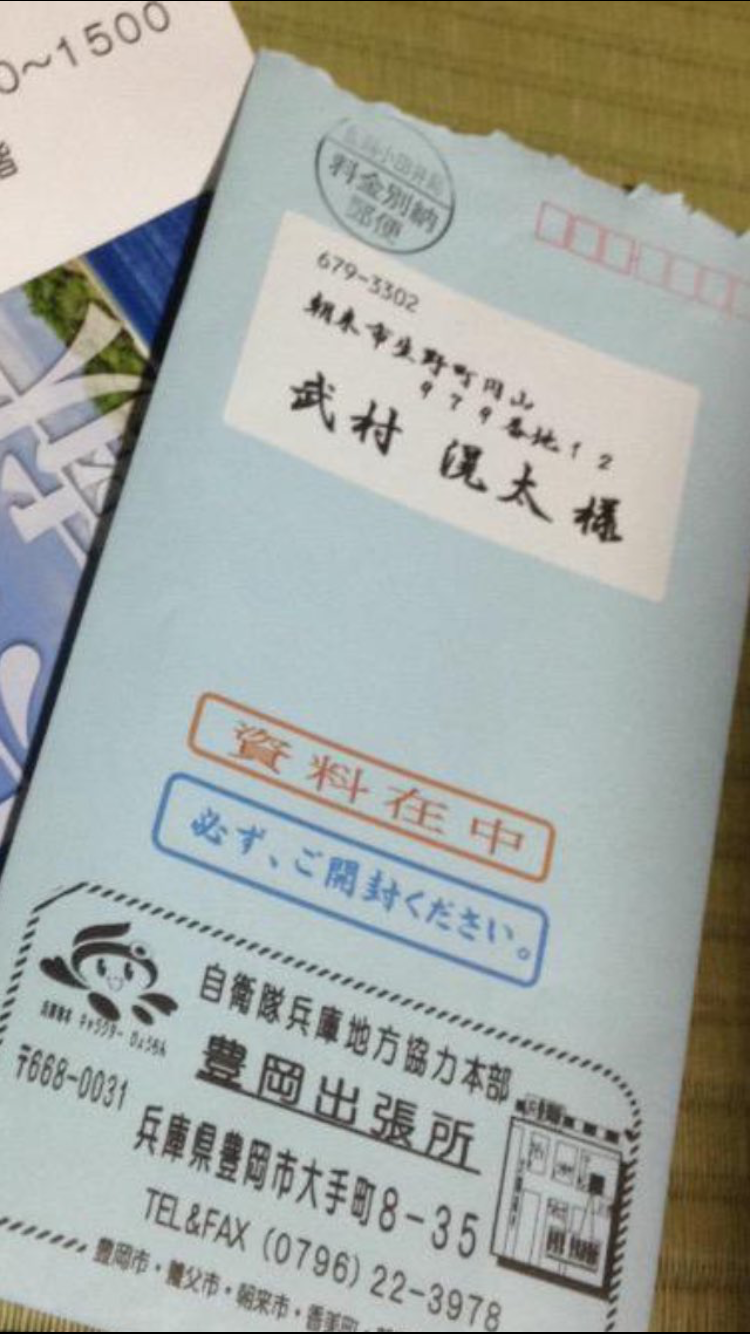 0～1500
料金別納
郵便
679-3302
朝来市生野町円山
979番地12
武村 滉太 様
資料在中
必ず、ご開封ください。
自衛隊兵庫地方協力本部
豊岡出張所
〒668-0031
兵庫県豊岡市大手町8-35
TEL&FAX (0796) 22-3978
豊岡市・養父市・朝来市・香美町・